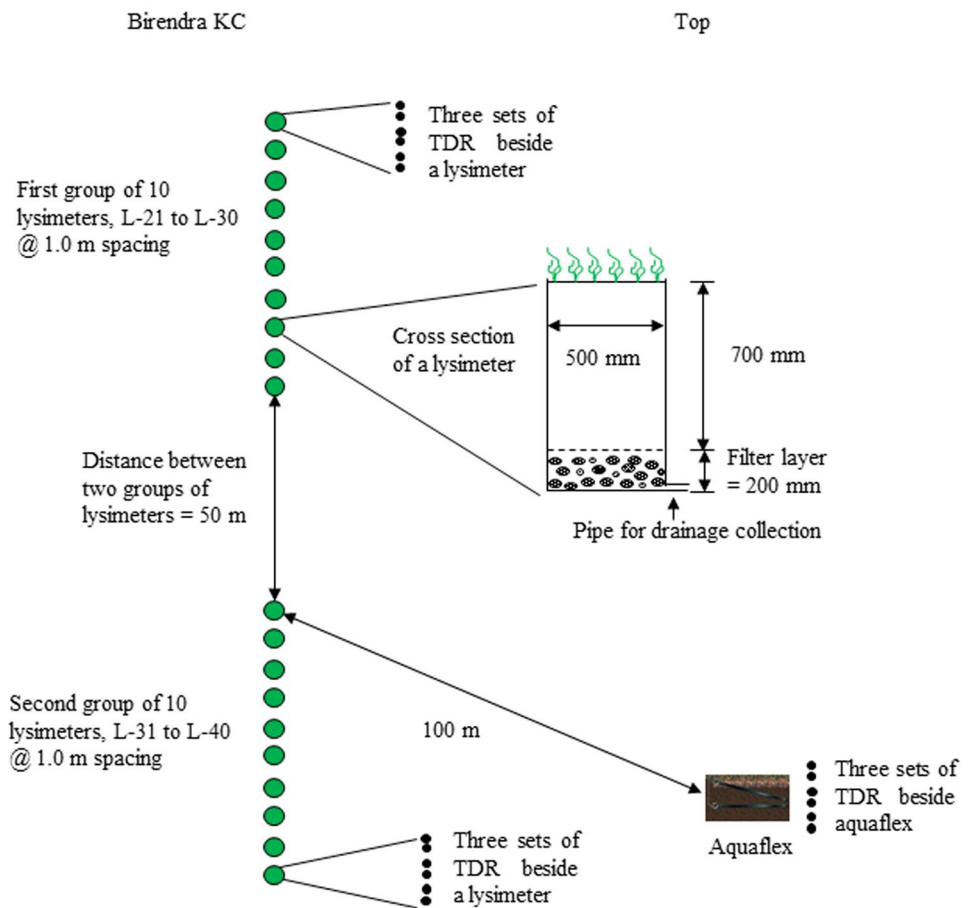 Birendra KC
Top
Three sets of
TDR beside
a lysimeter
First group of 10
lysimeters, L-21 to L-30
@ 1.0 m spacing
Cross section
of a lysimeter
500 mm
700 mm
Distance between
two groups of
lysimeters = 50 m
Filter layer
= 200 mm
Pipe for drainage collection
Second group of 10
lysimeters, L-31 to L-40
@ 1.0 m spacing
100 m
Three sets of
TDR beside
aquaflex
Aquaflex
Three sets of
TDR beside
a lysimeter